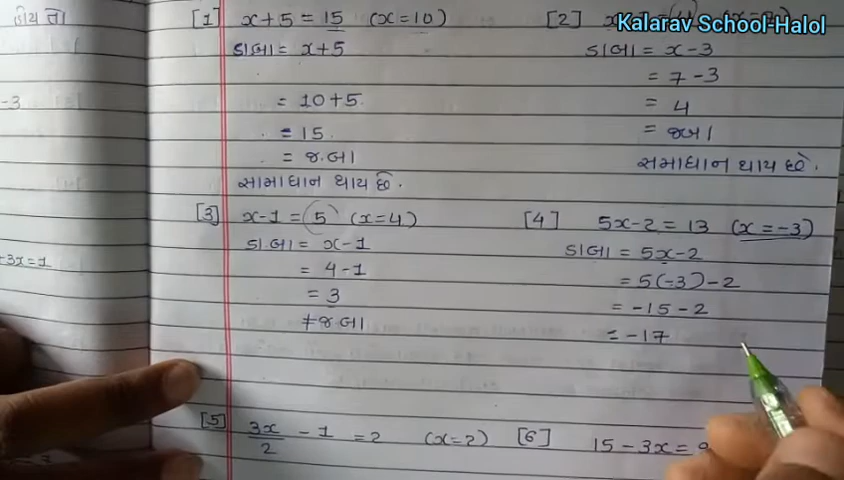 હોય તો
-3
-3x=1
Kalarav School-Halol
[1] x+5 = 15 (x=10)
ડાબા = x+5
= 10+5
= 15
= જ.બા
સામાધાન થાય છે.
[2]
ડાબા = x-3
= 7-3
= 4
= જબા
સમાધાન થાય છે.
[3] x-1 = 5 (x=4)
ડા.બા = x-1
= 4-1
= 3
≠જ.બા
[4] 5x-2 = 13 (x=-3)
ડાબા = 5x-2
= 5(-3)-2
= -15-2
= -17
[5] 3x/2 - 1 = 2 (x=2)
[6] 15-3x=